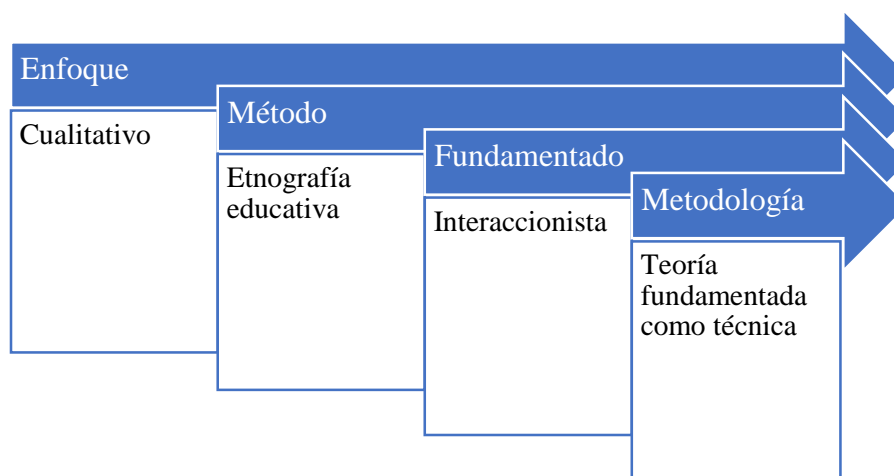 Enfoque
Cualitativo
Método
Etnografía
educativa
Fundamentado
Interaccionista
Metodología
Teoría
fundamentada
como técnica